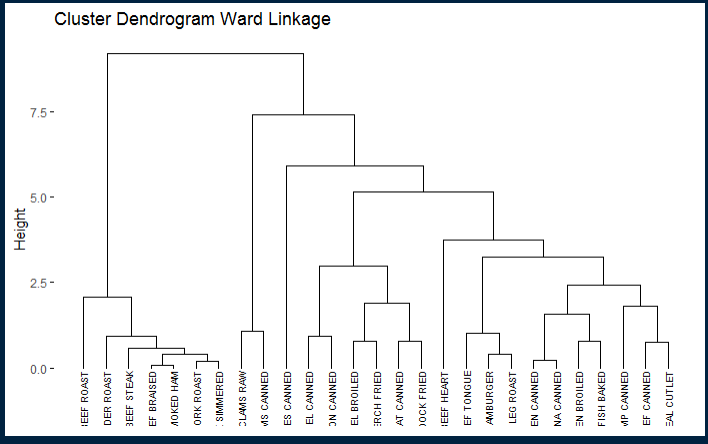 Cluster Dendrogram Ward Linkage
Height
7.5
5.0
2.5
0.0
BEEF ROAST
DER ROAST
BEEF STEAK
EF BRAISED
MOKED HAM
ORK ROAST
SIMMERED
CLAMS RAW
MS CANNED
ES CANNED
EL CANNED
ON CANNED
EL BROILED
ERCH FRIED
AT CANNED
DOCK FRIED
BEEF HEART
EF TONGUE
AMBURGER
LEG ROAST
EN CANNED
NA CANNED
EN BROILED
FISH BAKED
MP CANNED
EF CANNED
EAL CUTLET